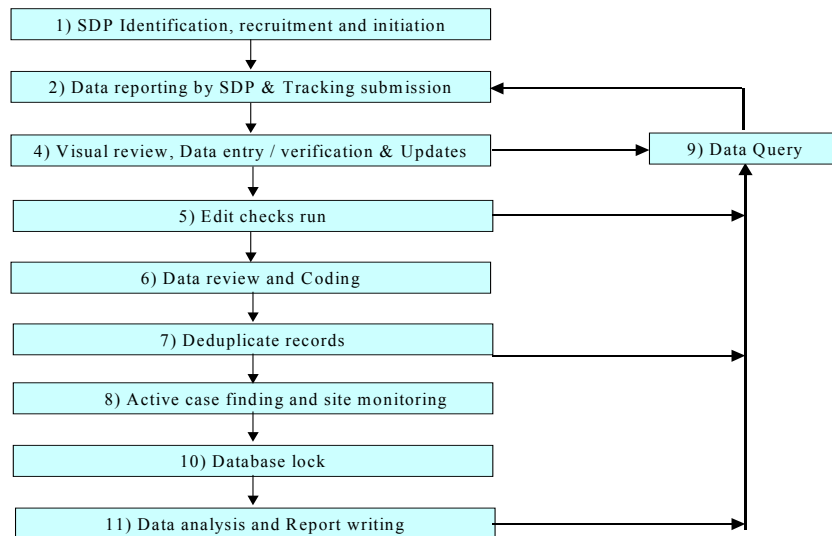 1) SDP Identification, recruitment and initiation
2) Data reporting by SDP & Tracking submission
4) Visual review, Data entry / verification & Updates
9) Data Query
5) Edit checks run
6) Data review and Coding
7) Deduplicate records
8) Active case finding and site monitoring
10) Database lock
11) Data analysis and Report writing